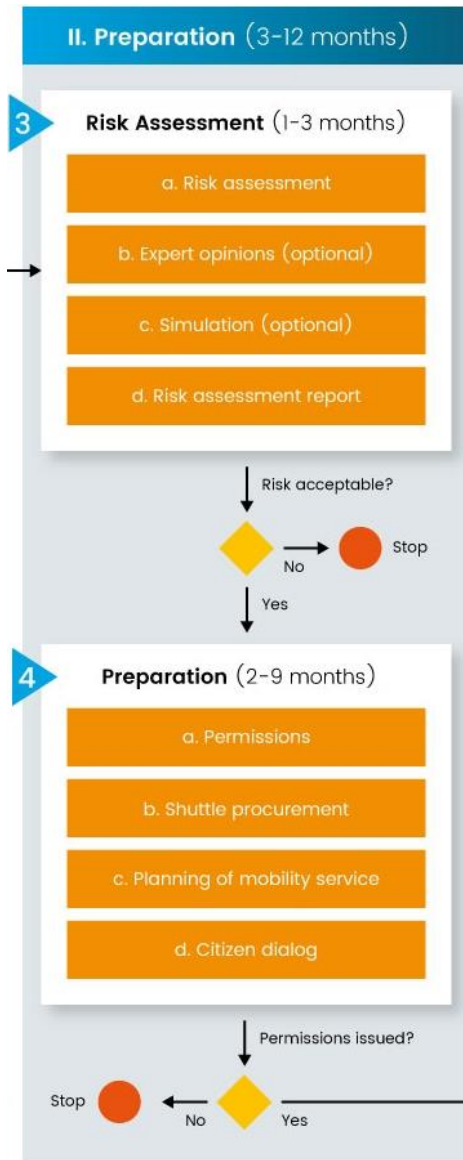 II. Preparation (3-12 months)
3
Risk Assessment (1-3 months)
a. Risk assessment
b. Expert opinions (optional)
c. Simulation (optional)
d. Risk assessment report
Risk acceptable?
No
Stop
Yes
4
Preparation (2-9 months)
a. Permissions
b. Shuttle procurement
c. Planning of mobility service
d. Citizen dialog
Permissions issued?
Stop
No
Yes